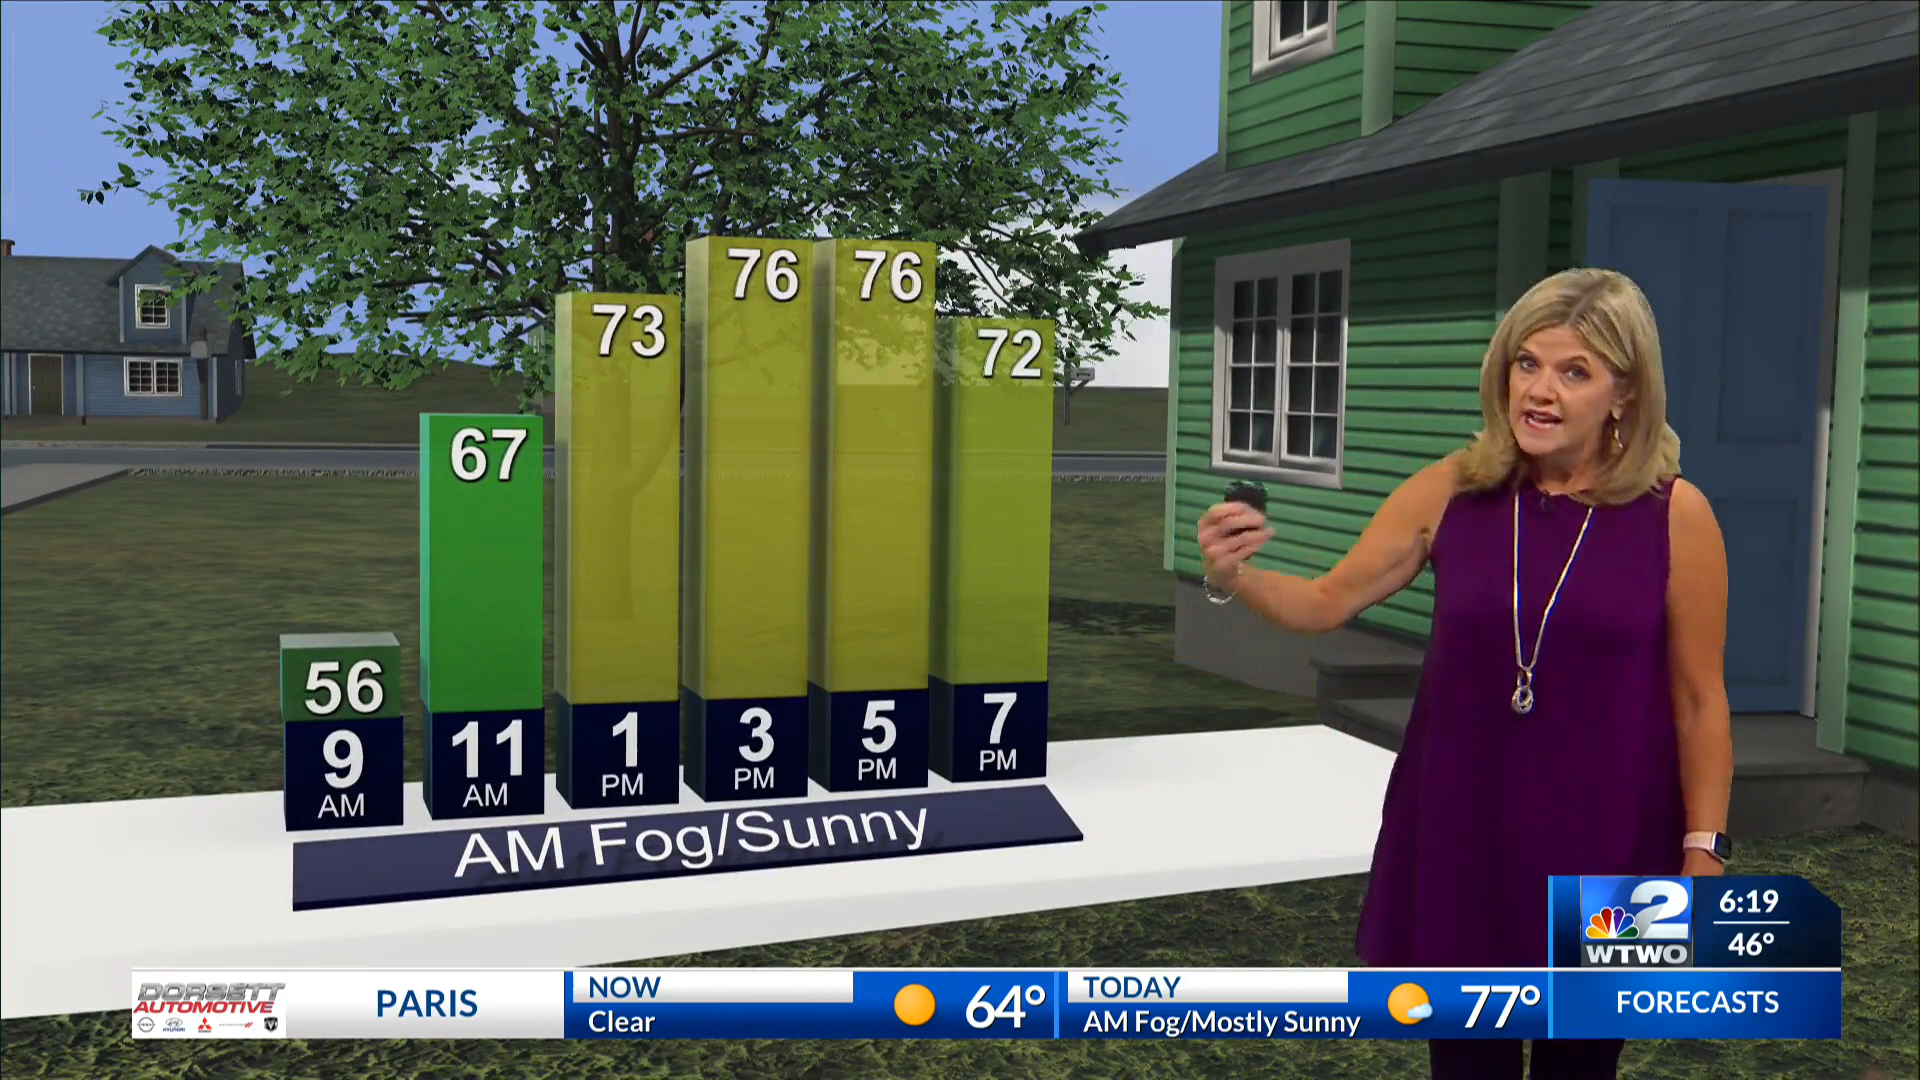 56
67
73
76
76
72
9
AM
11
AM
1
PM
3
PM
5
PM
7
PM
AM Fog/Sunny
2
WTWO
6:19
46°
DORSETT
AUTOMOTIVE
PARIS
NOW
Clear
64°
TODAY
AM Fog/Mostly Sunny
77°
FORECASTS